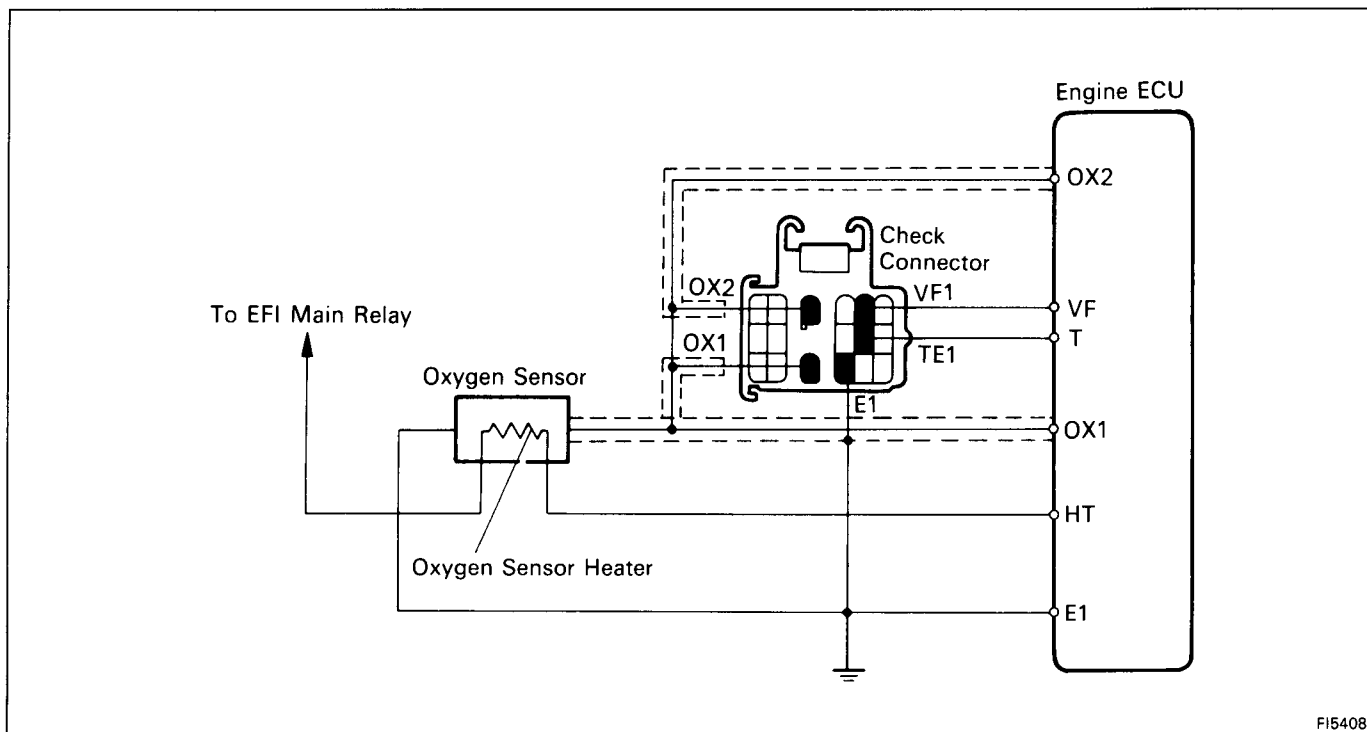 Engine ECU
OX2
Check
Connector
OX2
VF1
VF
To EFI Main Relay
T
OX1
TE1
Oxygen Sensor
E1
OX1
HT
Oxygen Sensor Heater
E1
FI5408